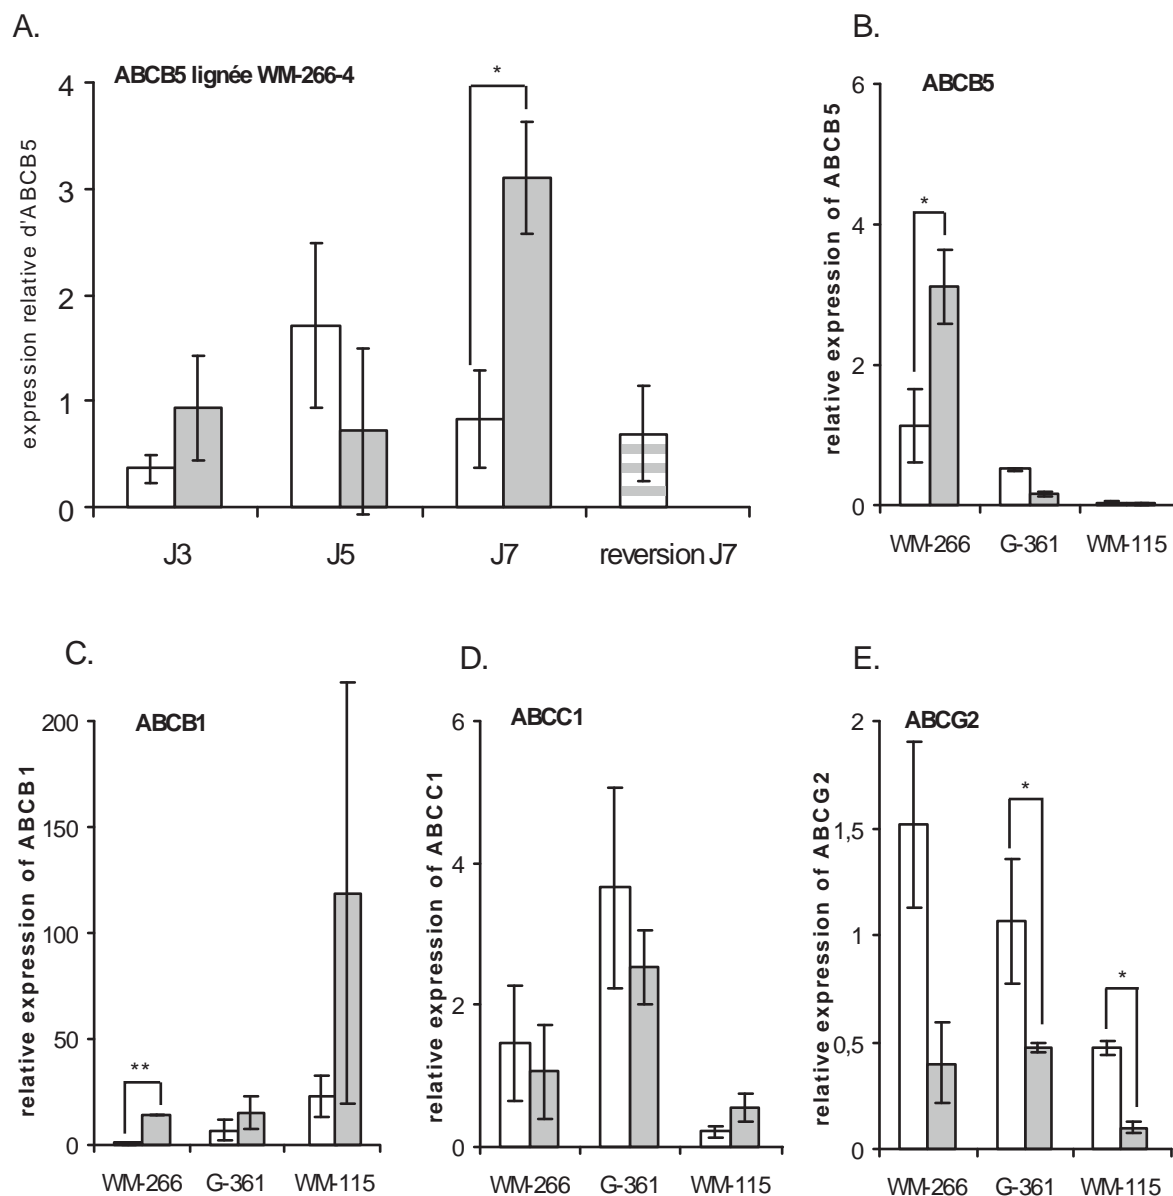 A.
ABCB5 lignée WM-266-4
expression relative d'ABCB5
4
3
2
1
0
*
J3
J5
J7
reversion J7
B.
ABCB5
relative expression of ABCB5
6
4
2
0
*
WM-266
G-361
WM-115
C.
ABCB1
relative expression of ABCB1
200
150
100
50
0
**
WM-266
G-361
WM-115
D.
ABCC1
relative expression of ABCC1
6
4
2
0
WM-266
G-361
WM-115
E.
ABCG2
relative expression of ABCG2
2
1,5
1
0,5
0
*
*
WM-266
G-361
WM-115